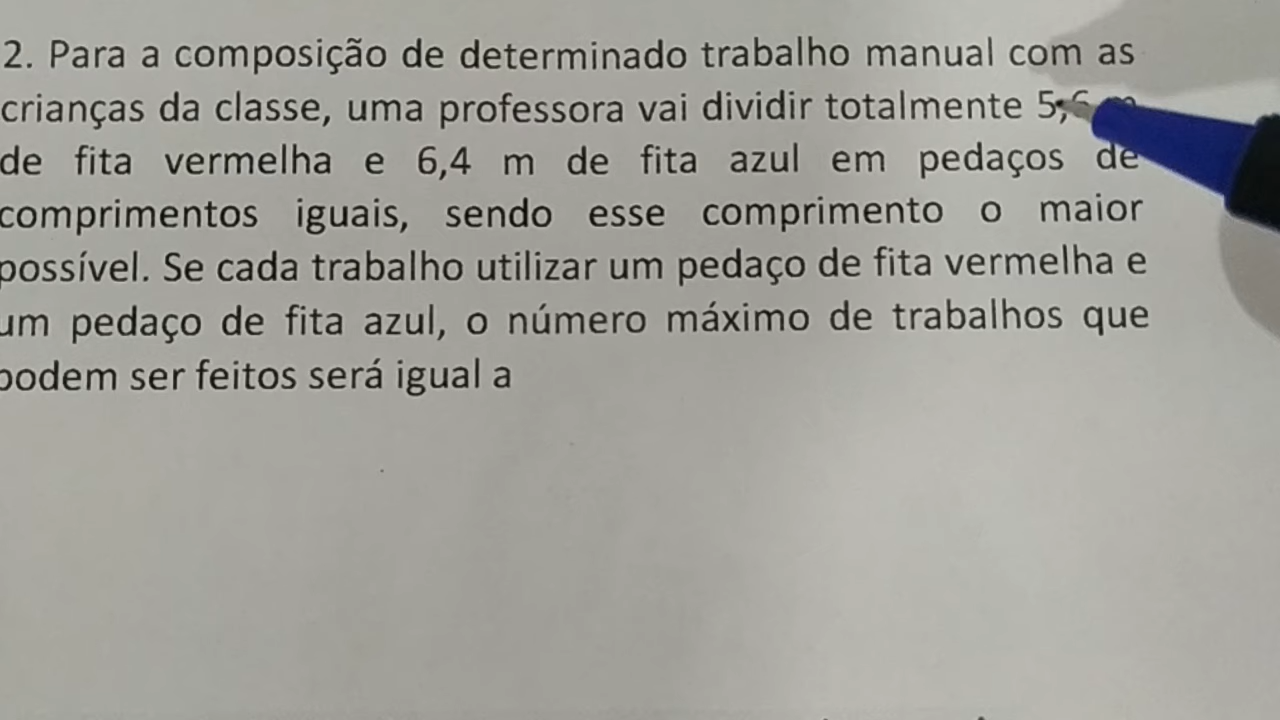 2. Para a composição de determinado trabalho manual com as
crianças da classe, uma professora vai dividir totalmente 5,6 m
de fita vermelha e 6,4 m de fita azul em pedaços de
comprimentos iguais, sendo esse comprimento o maior
possível. Se cada trabalho utilizar um pedaço de fita vermelha e
um pedaço de fita azul, o número máximo de trabalhos que
podem ser feitos será igual a